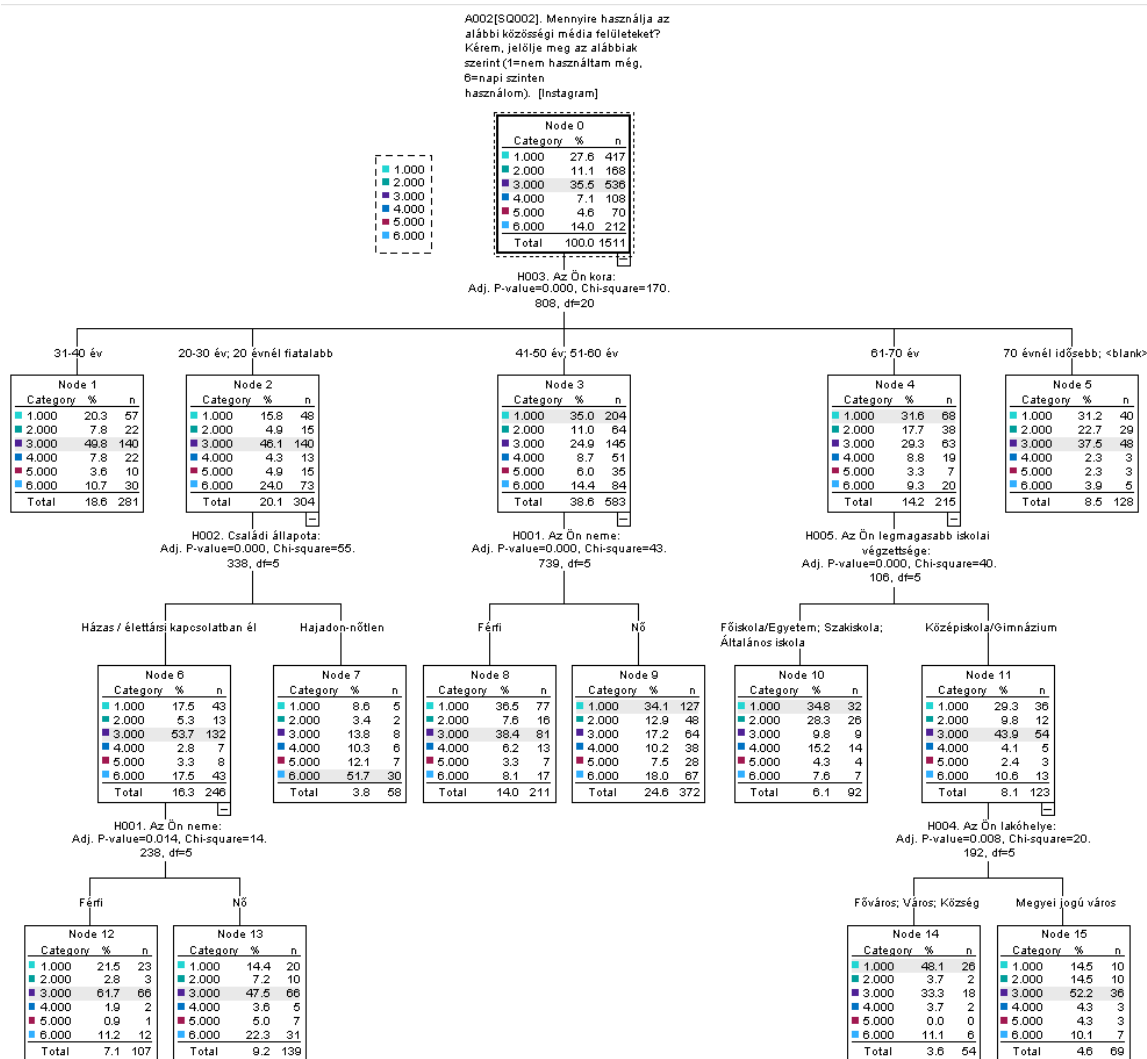 A002[SQ002]. Mennyire használja az
alábbi közösségi média felületeket?
Kérem, jelölje meg az alábbiak
szerint (1=nem használtam még,
6=napi szinten
használom). [Instagram]
Node 0
Category % n
1.000 27.6 417
2.000 11.1 168
3.000 35.5 536
4.000 7.1 108
5.000 4.6 70
6.000 14.0 212
Total 100.0 1511
1.000
2.000
3.000
4.000
5.000
6.000
H003. Az Ön kora:
Adj. P-value=0.000, Chi-square=170.
808, df=20
31-40 év
20-30 év; 20 évnél fiatalabb
41-50 év; 51-60 év
61-70 év
70 évnél idősebb; <blank>
Node 1
Category % n
1.000 20.3 57
2.000 7.8 22
3.000 49.8 140
4.000 7.8 22
5.000 3.6 10
6.000 10.7 30
Total 18.6 281
Node 2
Category % n
1.000 15.8 48
2.000 4.9 15
3.000 46.1 140
4.000 4.3 13
5.000 4.9 15
6.000 24.0 73
Total 20.1 304
Node 3
Category % n
1.000 35.0 204
2.000 11.0 64
3.000 24.9 145
4.000 8.7 51
5.000 6.0 35
6.000 14.4 84
Total 38.6 583
Node 4
Category % n
1.000 31.6 68
2.000 17.7 38
3.000 29.3 63
4.000 8.8 19
5.000 3.3 7
6.000 9.3 20
Total 14.2 215
Node 5
Category % n
1.000 31.2 40
2.000 22.7 29
3.000 37.5 48
4.000 2.3 3
5.000 2.3 3
6.000 3.9 5
Total 8.5 128
H002. Családi állapota:
Adj. P-value=0.000, Chi-square=55.
338, df=5
H001. Az Ön neme:
Adj. P-value=0.000, Chi-square=43.
739, df=5
H005. Az Ön legmagasabb iskolai
végzettsége:
Adj. P-value=0.000, Chi-square=40.
106, df=5
Házas / élettársi kapcsolatban él
Hajadon-nőtlen
Férfi
Nő
Főiskola/Egyetem; Szakiskola;
Általános iskola
Középiskola/Gimnázium
Node 6
Category % n
1.000 17.5 43
2.000 5.3 13
3.000 53.7 132
4.000 2.8 7
5.000 3.3 8
6.000 17.5 43
Total 16.3 246
Node 7
Category % n
1.000 8.6 5
2.000 3.4 2
3.000 13.8 8
4.000 10.3 6
5.000 12.1 7
6.000 51.7 30
Total 3.8 58
Node 8
Category % n
1.000 36.5 77
2.000 7.6 16
3.000 38.4 81
4.000 6.2 13
5.000 3.3 7
6.000 8.1 17
Total 14.0 211
Node 9
Category % n
1.000 34.1 127
2.000 12.9 48
3.000 17.2 64
4.000 10.2 38
5.000 7.5 28
6.000 18.0 67
Total 24.6 372
Node 10
Category % n
1.000 34.8 32
2.000 28.3 26
3.000 9.8 9
4.000 15.2 14
5.000 4.3 4
6.000 7.6 7
Total 6.1 92
Node 11
Category % n
1.000 29.3 36
2.000 9.8 12
3.000 43.9 54
4.000 4.1 5
5.000 2.4 3
6.000 10.6 13
Total 8.1 123
H001. Az Ön neme:
Adj. P-value=0.014, Chi-square=14.
238, df=5
H004. Az Ön lakóhelye:
Adj. P-value=0.008, Chi-square=20.
192, df=5
Férfi
Nő
Főváros; Város; Község
Megyei jogú város
Node 12
Category % n
1.000 21.5 23
2.000 2.8 3
3.000 61.7 66
4.000 1.9 2
5.000 0.9 1
6.000 11.2 12
Total 7.1 107
Node 13
Category % n
1.000 14.4 20
2.000 7.2 10
3.000 47.5 66
4.000 3.6 5
5.000 5.0 7
6.000 22.3 31
Total 9.2 139
Node 14
Category % n
1.000 48.1 26
2.000 3.7 2
3.000 33.3 18
4.000 3.7 2
5.000 0.0 0
6.000 11.1 6
Total 3.6 54
Node 15
Category % n
1.000 14.5 10
2.000 14.5 10
3.000 52.2 36
4.000 4.3 3
5.000 4.3 3
6.000 10.1 7
Total 4.6 69